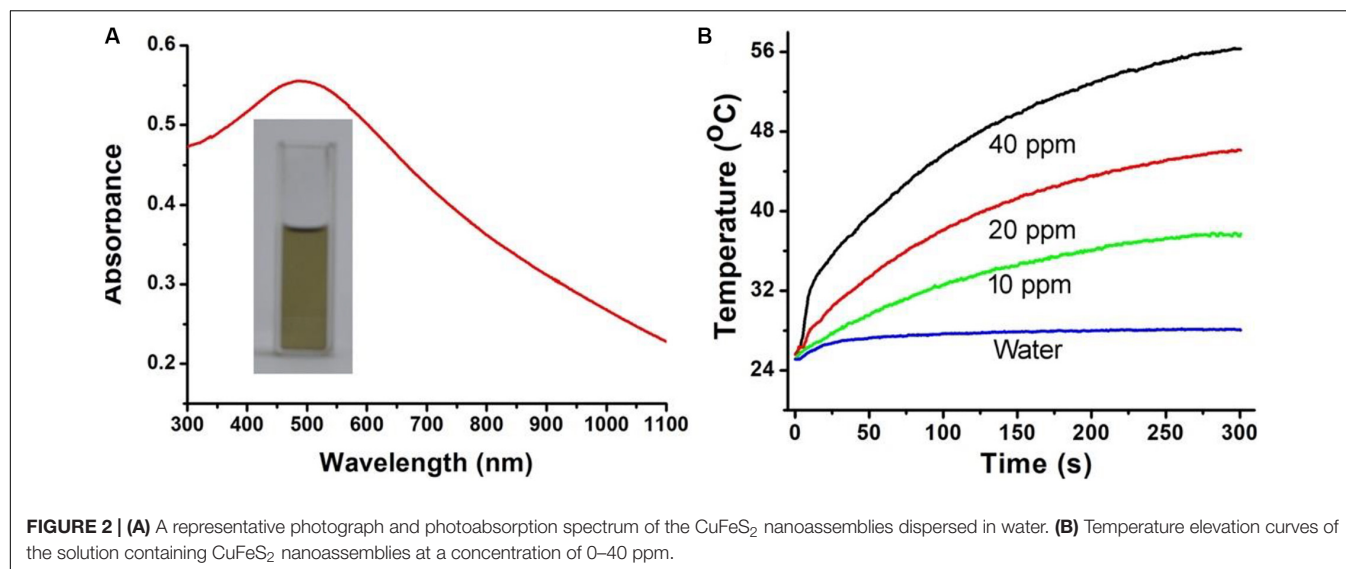 A
0.6
0.5
0.4
0.3
0.2
Absorbance
300 400 500 600 700 800 900 1000 1100
Wavelength (nm)
B
56
48
40
32
24
Temperature (°C)
40 ppm
20 ppm
10 ppm
Water
0 50 100 150 200 250 300
Time (s)
FIGURE 2 | (A) A representative photograph and photoabsorption spectrum of the CuFeS₂ nanoassemblies dispersed in water. (B) Temperature elevation curves of
the solution containing CuFeS₂ nanoassemblies at a concentration of 0–40 ppm.